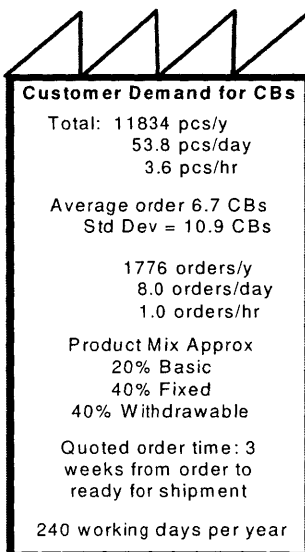 Customer Demand for CBs
Total: 11834 pcs/y
53.8 pcs/day
3.6 pcs/hr
Average order 6.7 CBs
Std Dev = 10.9 CBs
1776 orders/y
8.0 orders/day
1.0 orders/hr
Product Mix Approx
20% Basic
40% Fixed
40% Withdrawable
Quoted order time: 3
weeks from order to
ready for shipment
240 working days per year